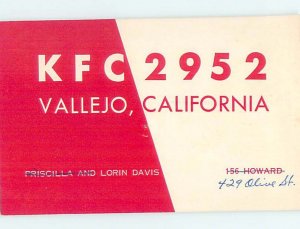 KFC 2952
VALLEJO, CALIFORNIA
PRISCILLA AND LORIN DAVIS
156 HOWARD
429 Olive St.